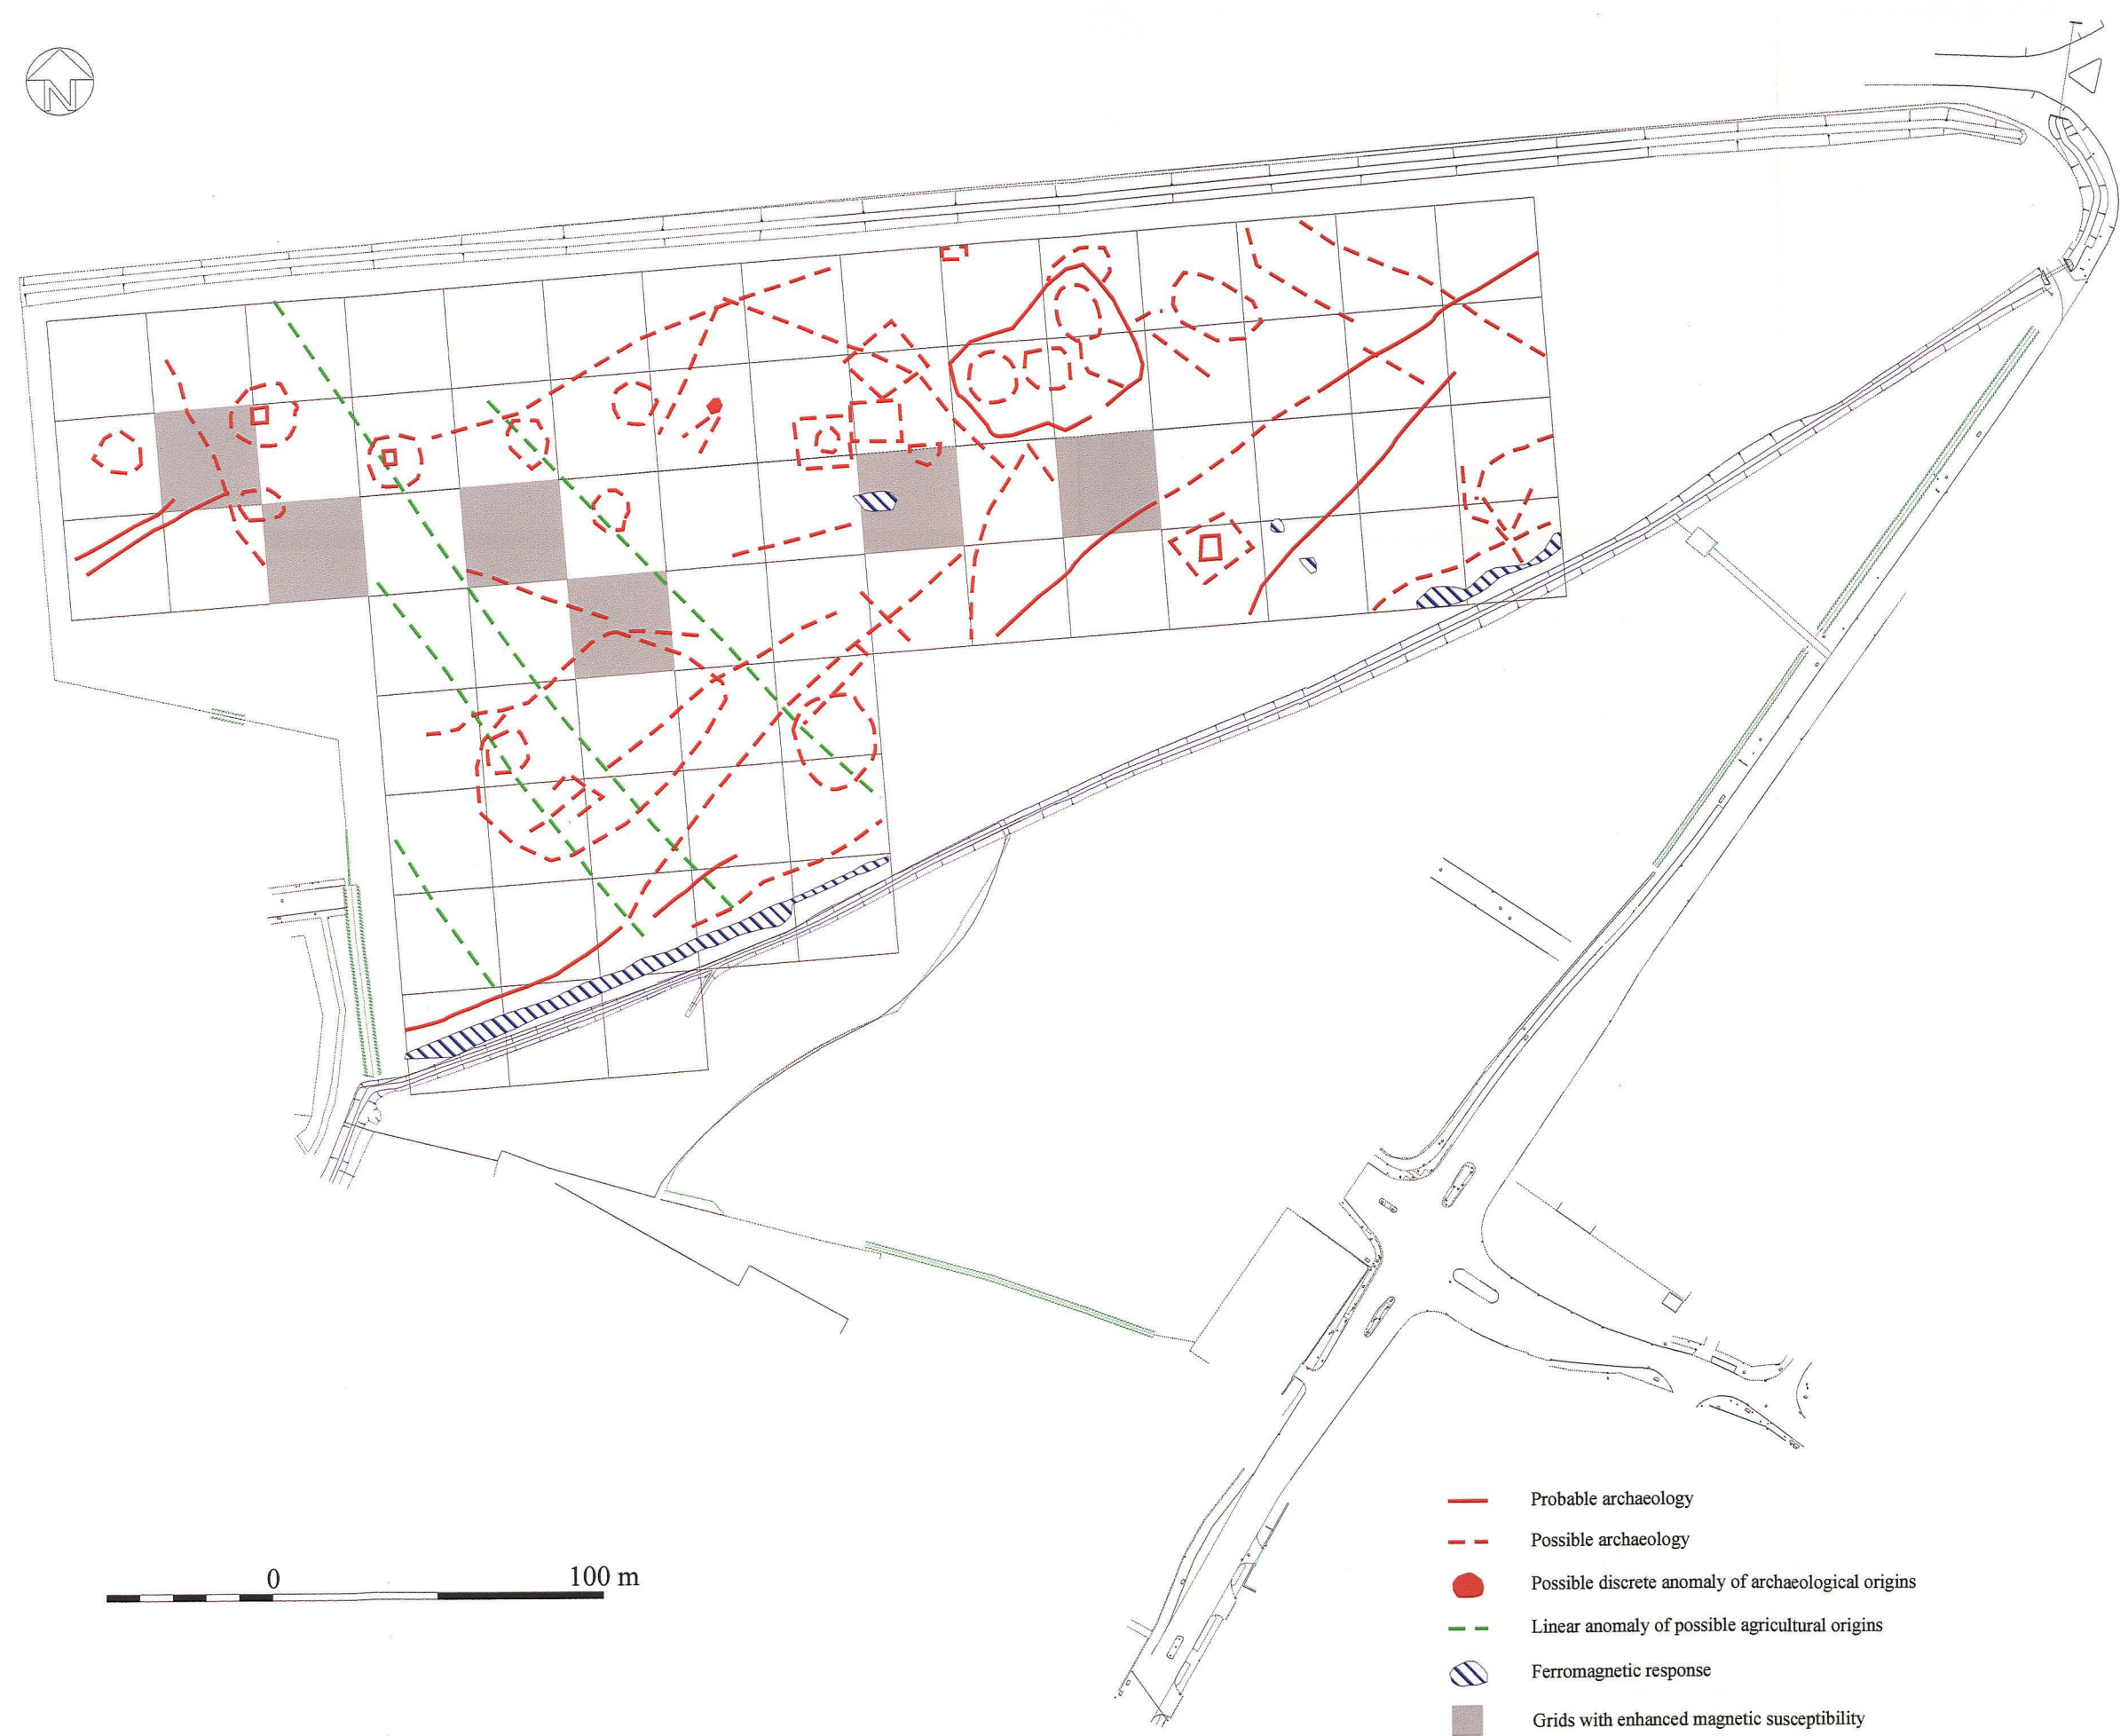 N
Probable archaeology
Possible archaeology
0 100 m
Possible discrete anomaly of archaeological origins
Linear anomaly of possible agricultural origins
Ferromagnetic response
Grids with enhanced magnetic susceptibility